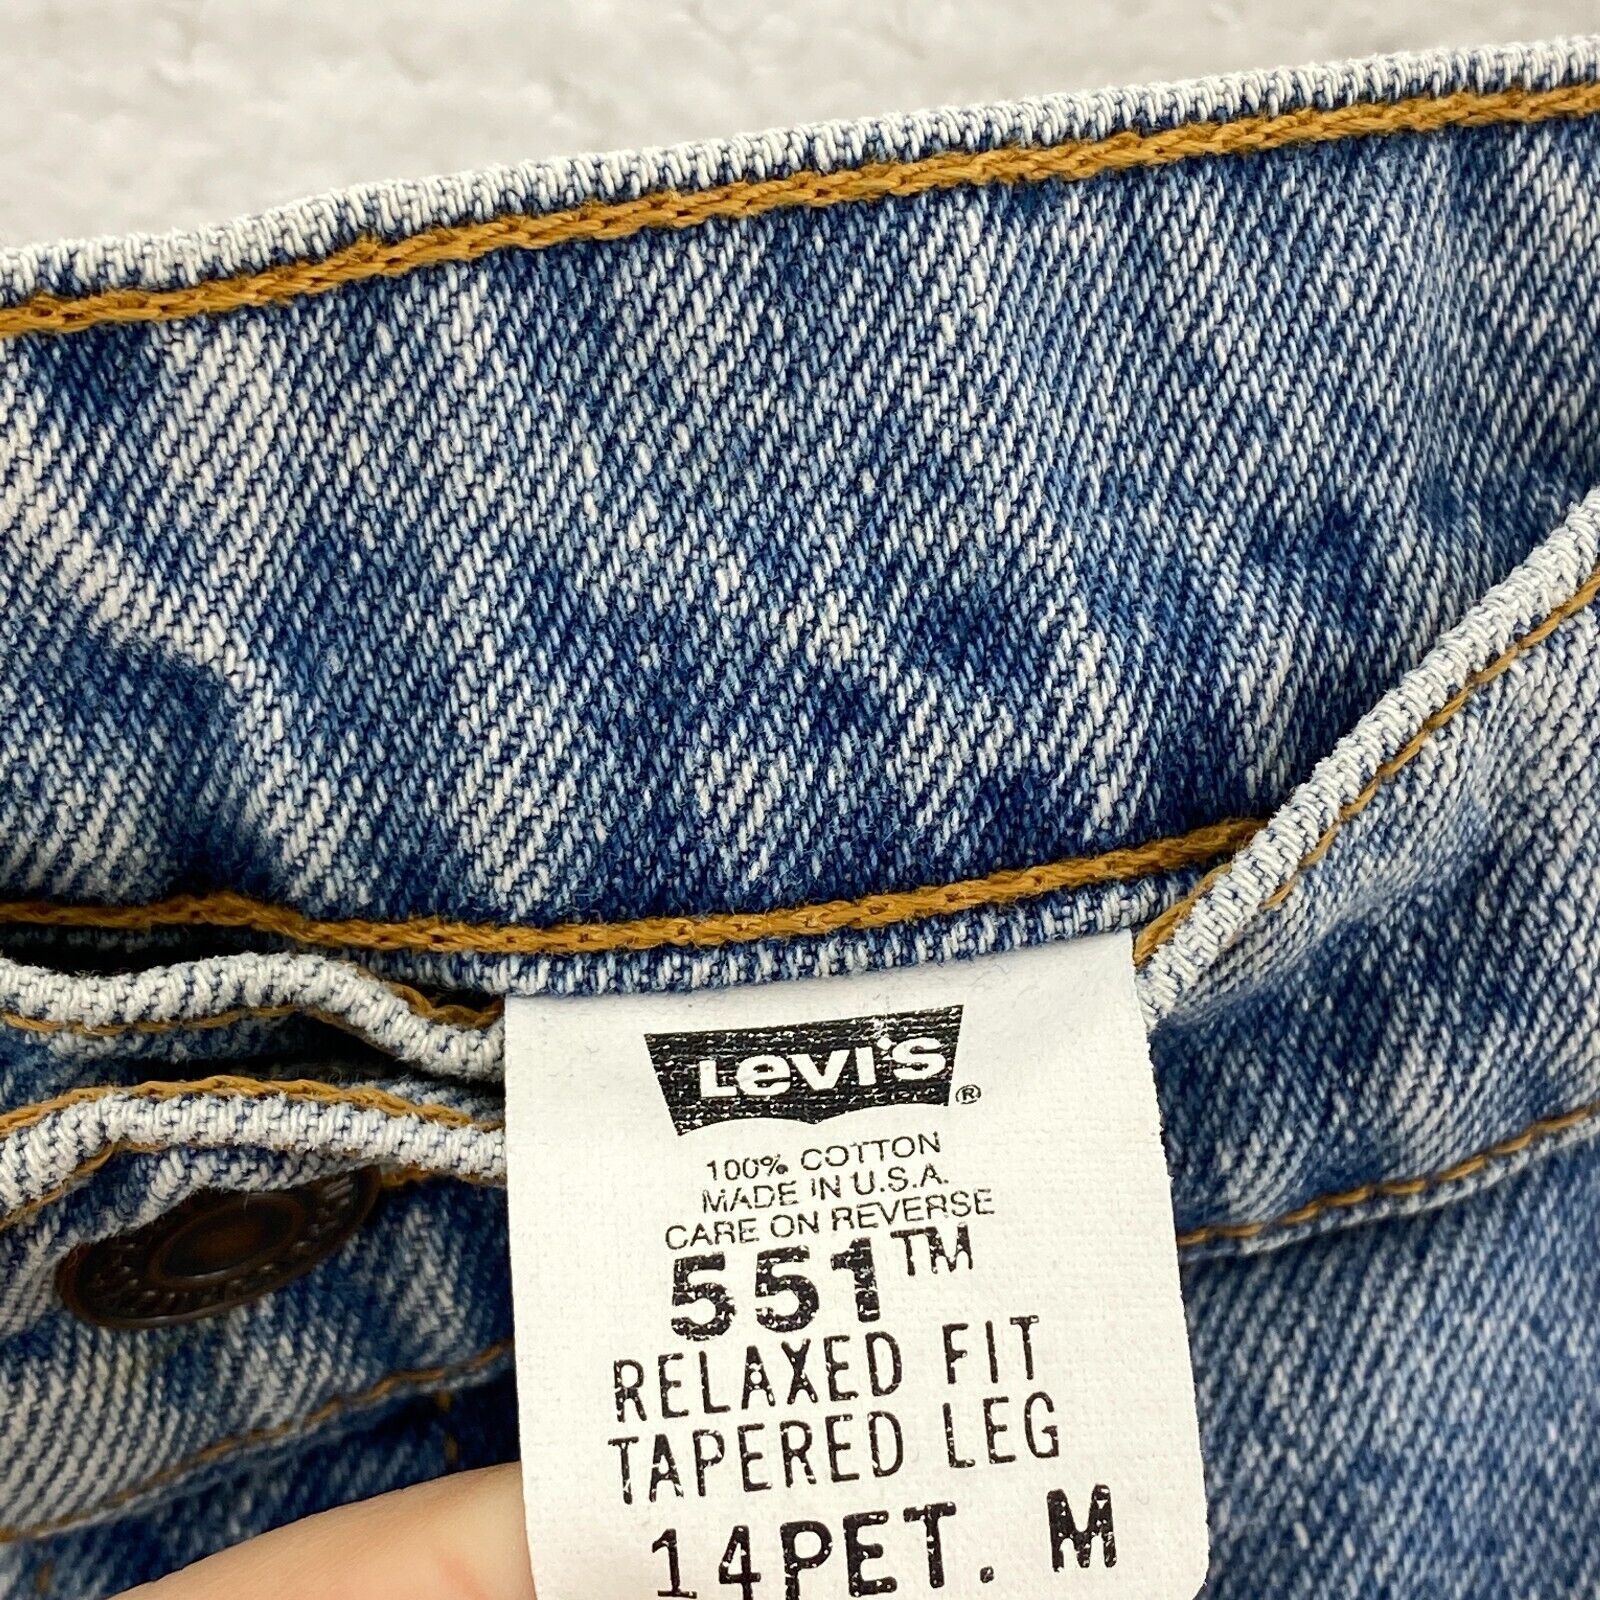 Levi's ®
100% COTTON
MADE IN U.S.A.
CARE ON REVERSE
551™
RELAXED FIT
TAPERED LEG
14PET. M